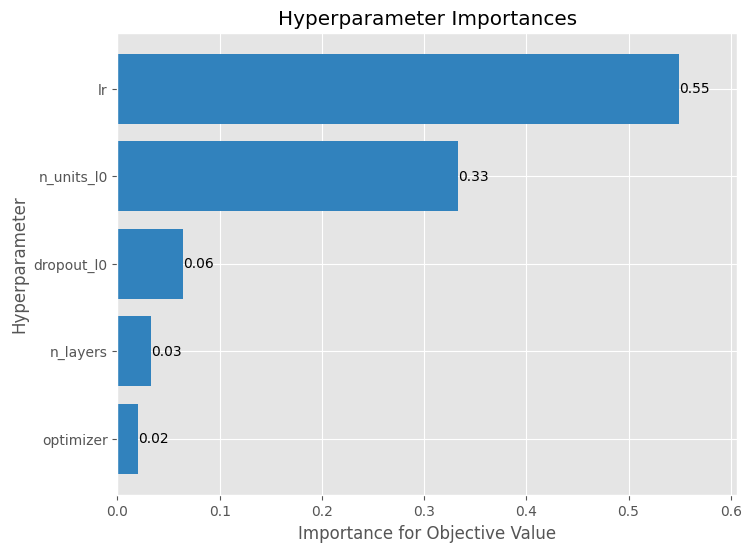 Hyperparameter Importances
Hyperparameter
lr
0.55
n_units_l0
0.33
dropout_l0
0.06
n_layers
0.03
optimizer
0.02
0.0 0.1 0.2 0.3 0.4 0.5 0.6
Importance for Objective Value